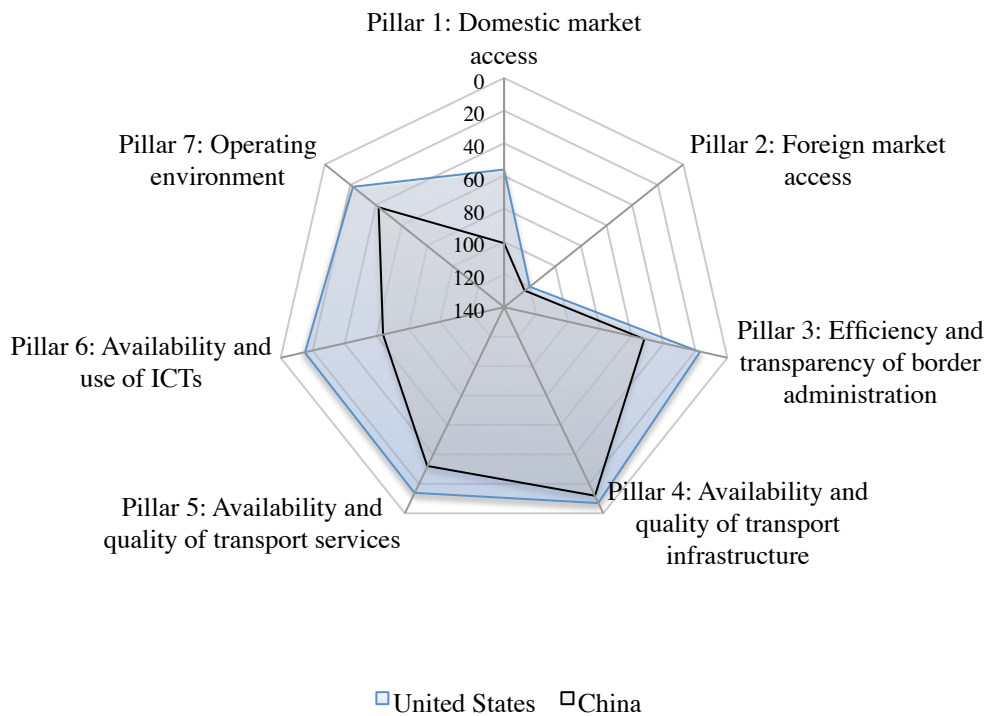 Pillar 1: Domestic market
access
0
20
40
60
80
100
120
140
Pillar 2: Foreign market
access
Pillar 3: Efficiency and
transparency of border
administration
Pillar 4: Availability and
quality of transport
infrastructure
Pillar 5: Availability and
quality of transport services
Pillar 6: Availability and
use of ICTs
Pillar 7: Operating
environment
United States
China